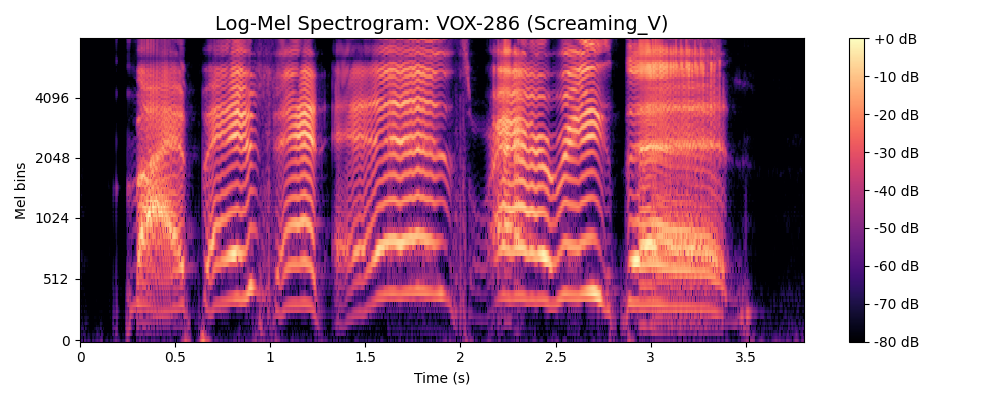 Log-Mel Spectrogram: VOX-286 (Screaming_V)
Mel bins
4096
2048
1024
512
0
0
0.5
1
1.5
2
2.5
3
3.5
Time (s)
+0 dB
-10 dB
-20 dB
-30 dB
-40 dB
-50 dB
-60 dB
-70 dB
-80 dB